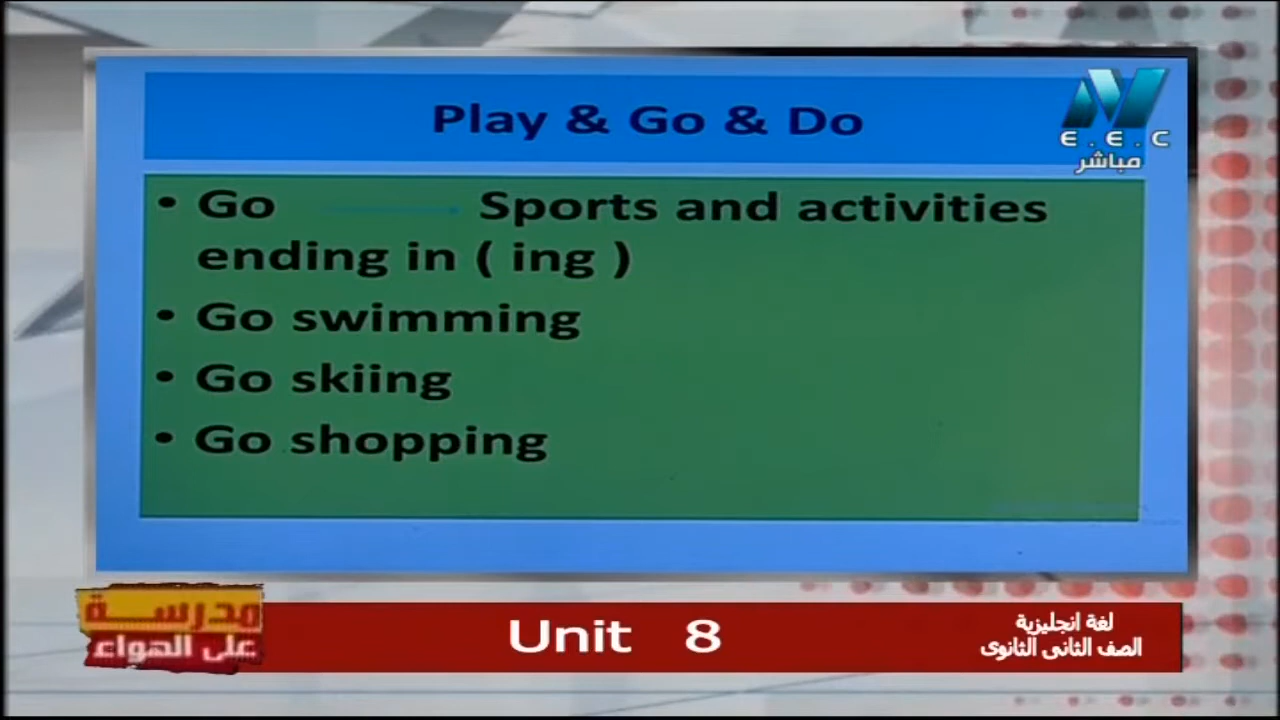 Play & Go & Do
E . E . C
مباشر
• Go Sports and activities
ending in ( ing )
• Go swimming
• Go skiing
• Go shopping
مدرسة
على الهواء
Unit 8
لغة انجليزية
الصف الثانى الثانوى